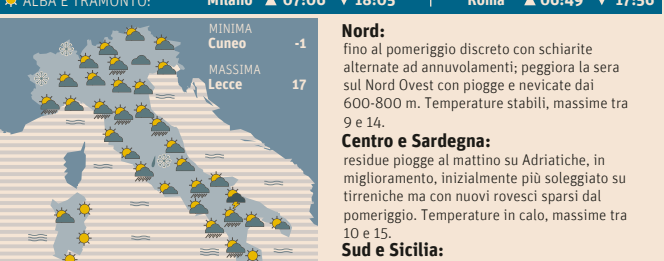 ALBA E TRAMONTO: Milano ▲ 07:06 ▼ 18:05 | Roma ▲ 06:49 ▼ 17:56
MINIMA
Cuneo -1
MASSIMA
Lecce 17
Nord:
fino al pomeriggio discreto con schiarite
alternate ad annuvolamenti; peggiora la sera
sul Nord Ovest con piogge e nevicate dai
600-800 m. Temperature stabili, massime tra
9 e 14.
Centro e Sardegna:
residue piogge al mattino su Adriatiche, in
miglioramento, inizialmente più soleggiato su
tirreniche ma con nuovi rovesci sparsi dal
pomeriggio. Temperature in calo, massime tra
10 e 15.
Sud e Sicilia: